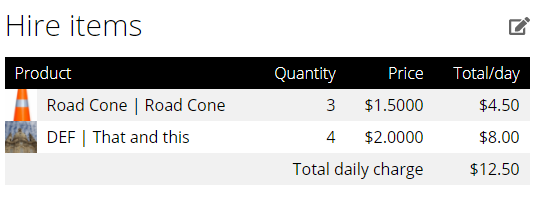 Hire items
Product Quantity Price Total/day
Road Cone | Road Cone 3 $1.5000 $4.50
DEF | That and this 4 $2.0000 $8.00
Total daily charge $12.50